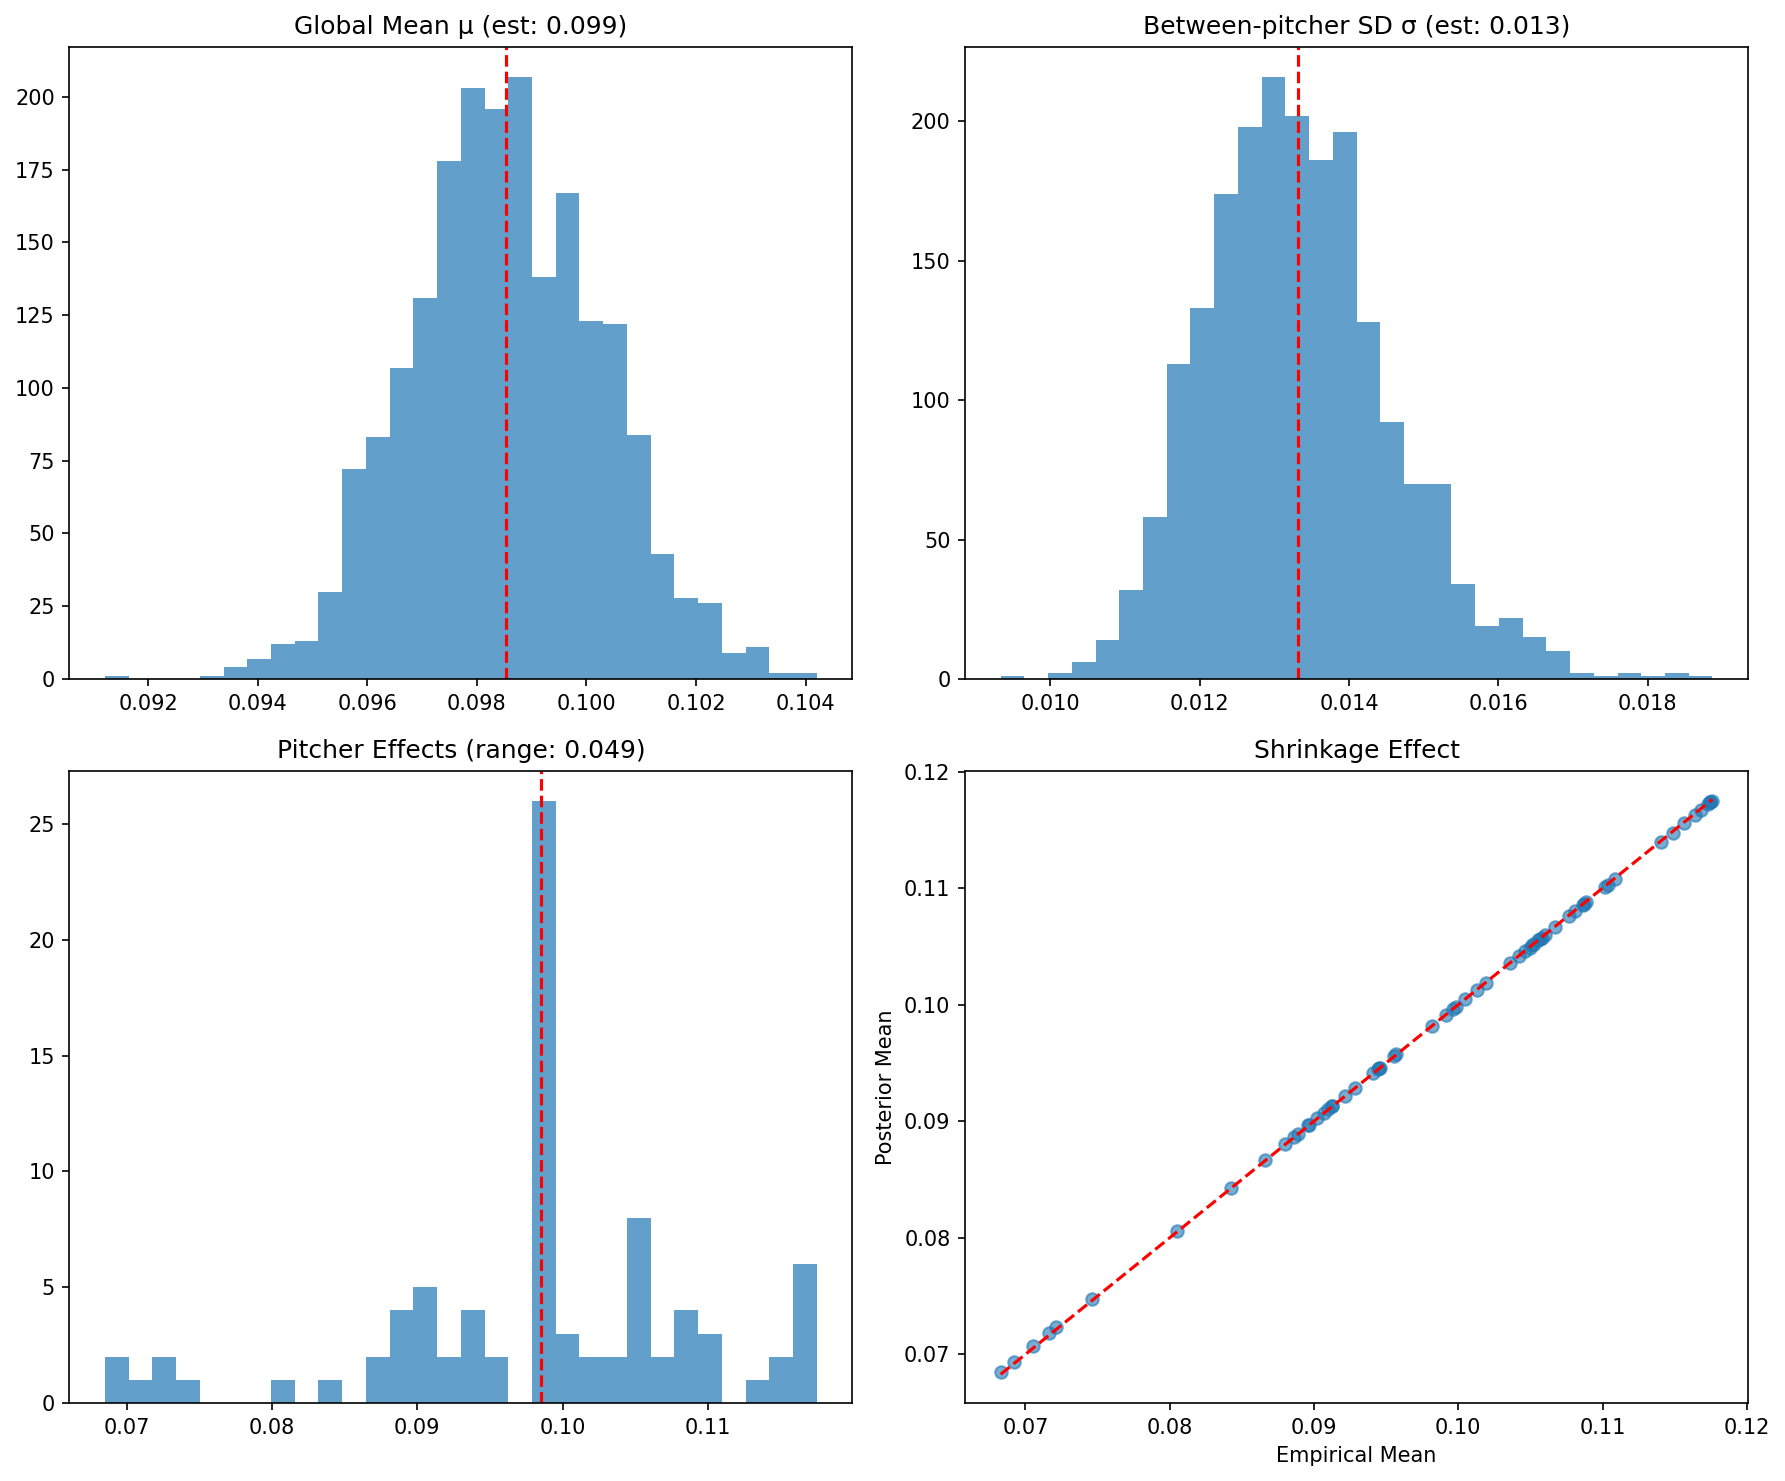 Global Mean μ (est: 0.099)
200
175
150
125
100
75
50
25
0
0.092 0.094 0.096 0.098 0.100 0.102 0.104
Between-pitcher SD σ (est: 0.013)
200
150
100
50
0
0.010 0.012 0.014 0.016 0.018
Pitcher Effects (range: 0.049)
25
20
15
10
5
0
0.07 0.08 0.09 0.10 0.11
Shrinkage Effect
Posterior Mean
0.12
0.11
0.10
0.09
0.08
0.07
0.07 0.08 0.09 0.10 0.11 0.12
Empirical Mean